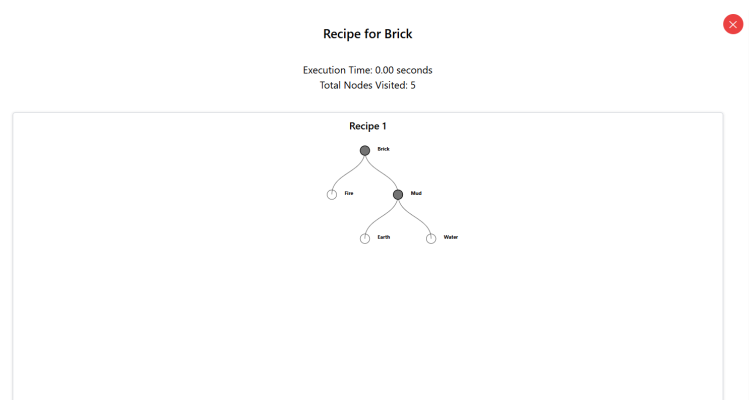 Recipe for Brick
Execution Time: 0.00 seconds
Total Nodes Visited: 5
Recipe 1
Brick
Fire
Mud
Earth
Water